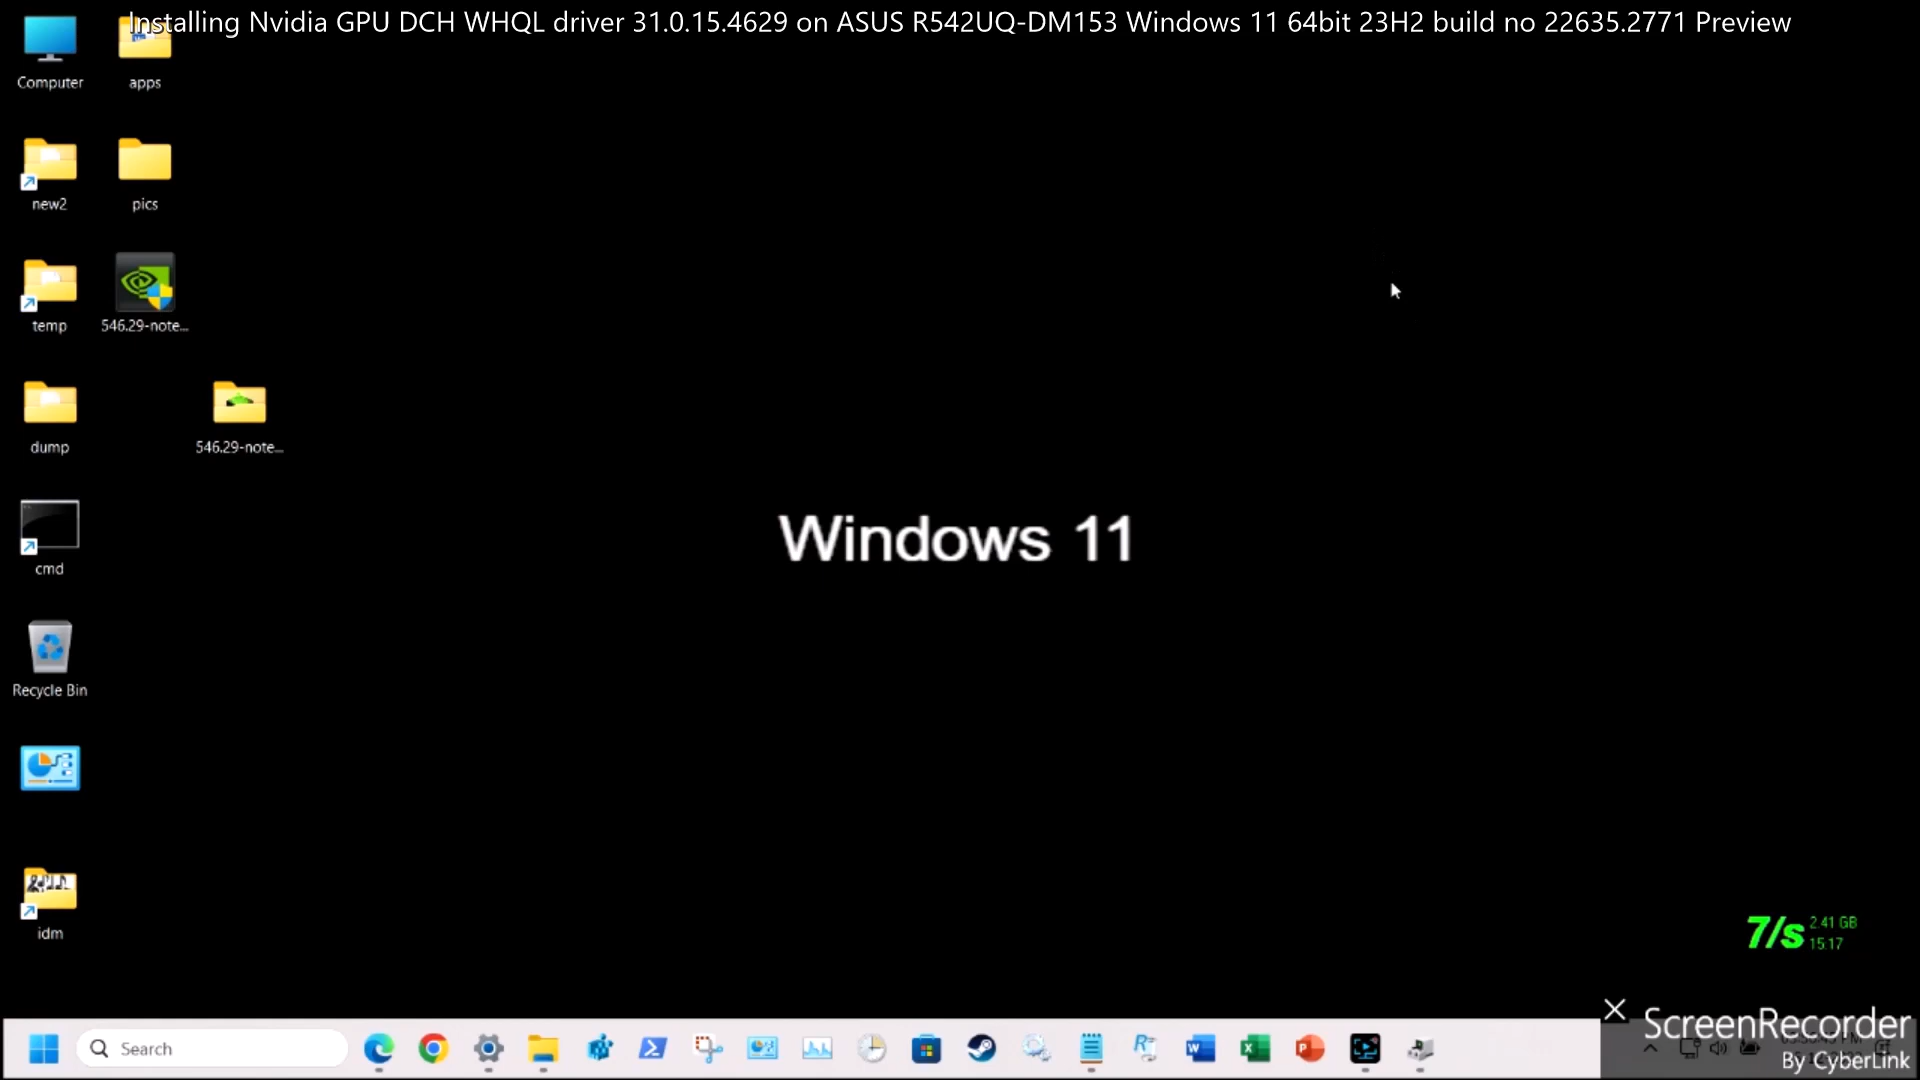 Installing Nvidia GPU DCH WHQL driver 31.0.15.4629 on ASUS R542UQ-DM153 Windows 11 64bit 23H2 build no 22635.2771 Preview
Computer
apps
new2
pics
temp
546.29-note...
dump
546.29-note...
cmd
Windows 11
Recycle Bin
idm
7/s
2.41 GB
15:17
Search
ScreenRecorder
By CyberLink